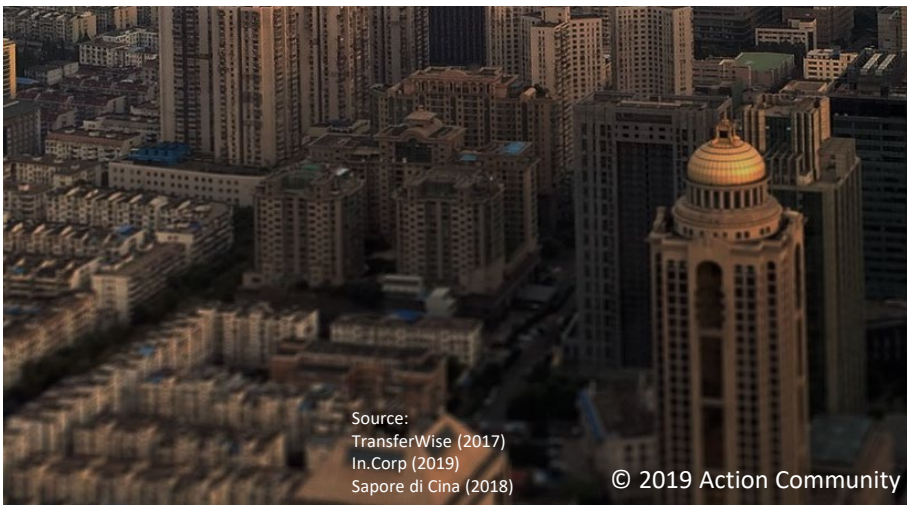 Source:
TransferWise (2017)
In.Corp (2019)
Sapore di Cina (2018)
© 2019 Action Community